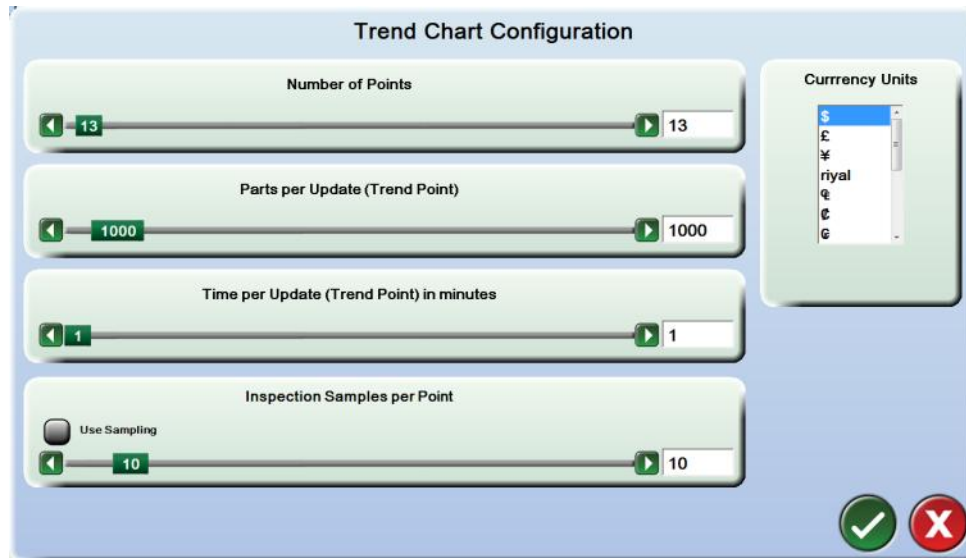 Trend Chart Configuration
Number of Points
13
13
Parts per Update (Trend Point)
1000
1000
Time per Update (Trend Point) in minutes
1
1
Inspection Samples per Point
Use Sampling
10
10
Currrency Units
$
£
¥
riyal
₠
₡
₢